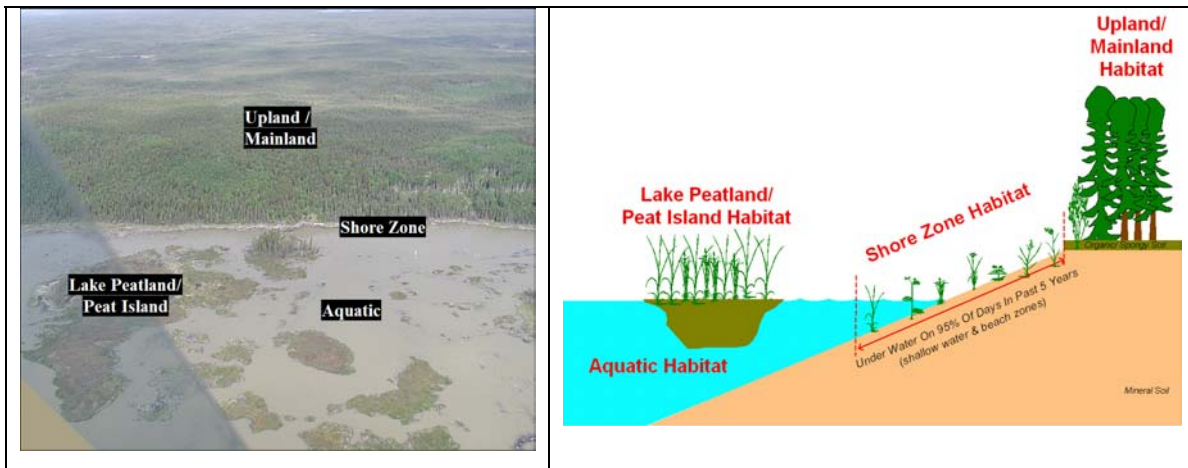 Upland /
Mainland
Shore Zone
Lake Peatland/
Peat Island
Aquatic
Upland/
Mainland
Habitat
Lake Peatland/
Peat Island Habitat
Shore Zone Habitat
Organic/Spongy Soil
Under Water On 95% Of Days In Past 5 Years
(shallow water & beach zones)
Aquatic Habitat
Mineral Soil